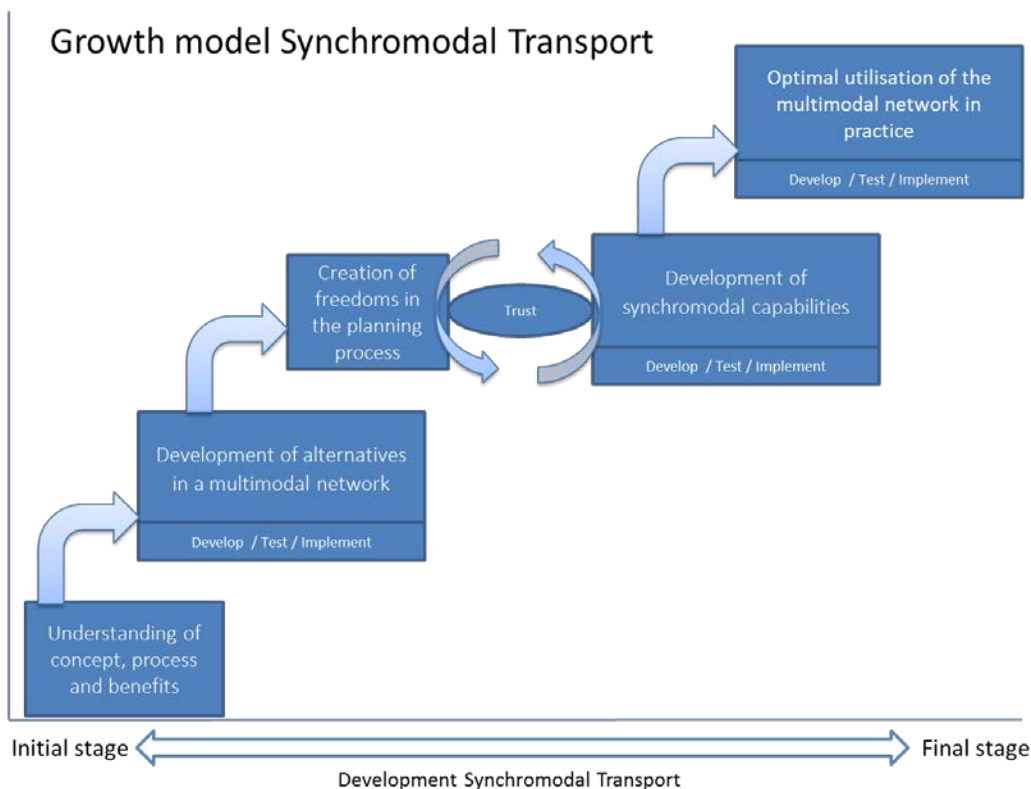 Growth model Synchromodal Transport
Optimal utilisation of the
multimodal network in
practice
Develop / Test / Implement
Creation of
freedoms in
the planning
process
Trust
Development of
synchromodal capabilities
Develop / Test / Implement
Development of alternatives
in a multimodal network
Develop / Test / Implement
Understanding of
concept, process
and benefits
Initial stage
Final stage
Development Synchromodal Transport